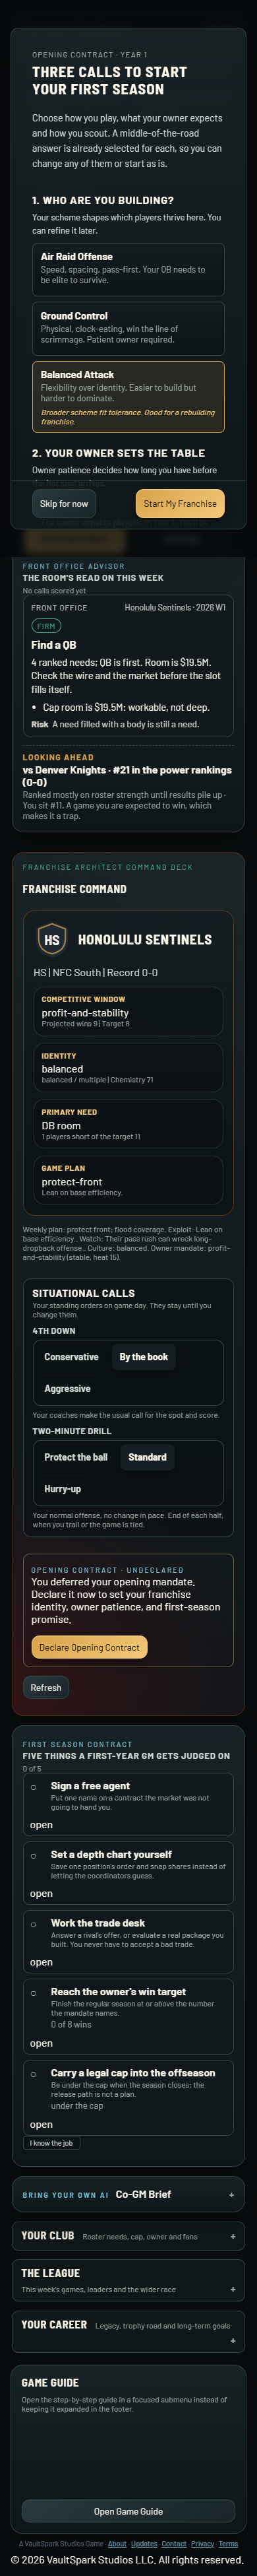 OPENING CONTRACT · YEAR 1
THREE CALLS TO START
YOUR FIRST SEASON
Choose how you play, what your owner expects
and how you scout. A middle-of-the-road
answer is already selected for each, so you can
change any of them or start as is.
1. WHO ARE YOU BUILDING?
Your scheme shapes which players thrive here. You
can refine it later.
Air Raid Offense
Speed, spacing, pass-first. Your QB needs to
be elite to survive.
Ground Control
Physical, clock-eating, win the line of
scrimmage. Patient owner required.
Balanced Attack
Flexibility over identity. Easier to build but
harder to dominate.
Broader scheme fit tolerance. Good for a rebuilding
franchise.
2. YOUR OWNER SETS THE TABLE
Owner patience decides how long you have before
Skip for now
Start My Franchise
FRONT OFFICE ADVISOR
THE ROOM'S READ ON THIS WEEK
No calls scored yet
FRONT OFFICE
Honolulu Sentinels · 2026 W1
FIRM
Find a QB
4 ranked needs; QB is first. Room is $19.5M.
Check the wire and the market before the slot
fills itself.
• Cap room is $19.5M: workable, not deep.
Risk A need filled with a body is still a need.
LOOKING AHEAD
vs Denver Knights · #21 in the power rankings
(0-0)
Ranked mostly on roster strength until results pile up ·
You sit #11. A game you are expected to win, which
makes it a trap.
FRANCHISE ARCHITECT COMMAND DECK
FRANCHISE COMMAND
HS
HONOLULU SENTINELS
HS | NFC South | Record 0-0
COMPETITIVE WINDOW
profit-and-stability
Projected wins 9 | Target 8
IDENTITY
balanced
balanced / multiple | Chemistry 71
PRIMARY NEED
DB room
1 players short of the target 11
GAME PLAN
protect-front
Lean on base efficiency.
Weekly plan: protect front; flood coverage. Exploit: Lean on
base efficiency.. Watch: Their pass rush can wreck long-
dropback offense.. Culture: balanced. Owner mandate: profit-
and-stability (stable, heat 15).
SITUATIONAL CALLS
Your standing orders on game day. They stay until you
change them.
4TH DOWN
Conservative
By the book
Aggressive
Your coaches make the usual call for the spot and score.
TWO-MINUTE DRILL
Protect the ball
Standard
Hurry-up
Your normal offense, no change in pace. End of each half,
when you trail or the game is tied.
OPENING CONTRACT · UNDECLARED
You deferred your opening mandate.
Declare it now to set your franchise
identity, owner patience, and first-season
promise.
Declare Opening Contract
Refresh
FIRST SEASON CONTRACT
FIVE THINGS A FIRST-YEAR GM GETS JUDGED ON
0 of 5
Sign a free agent
Put one name on a contract the market was not
going to hand you.
open
Set a depth chart yourself
Save one position's order and snap shares instead of
letting the coordinators guess.
open
Work the trade desk
Answer a rival's offer, or evaluate a real package you
built. You never have to accept a bad trade.
open
Reach the owner's win target
Finish the regular season at or above the number
the mandate names.
0 of 8 wins
open
Carry a legal cap into the offseason
Be under the cap when the season closes; the
release path is not a plan.
under the cap
open
I know the job
BRING YOUR OWN AI Co-GM Brief +
YOUR CLUB Roster needs, cap, owner and fans +
THE LEAGUE
This week's games, leaders and the wider race +
YOUR CAREER Legacy, trophy road and long-term goals
+
GAME GUIDE
Open the step-by-step guide in a focused submenu instead of
keeping it expanded in the footer.
Open Game Guide
A VaultSpark Studios Game · About · Updates · Contact · Privacy · Terms
© 2026 VaultSpark Studios LLC. All rights reserved.